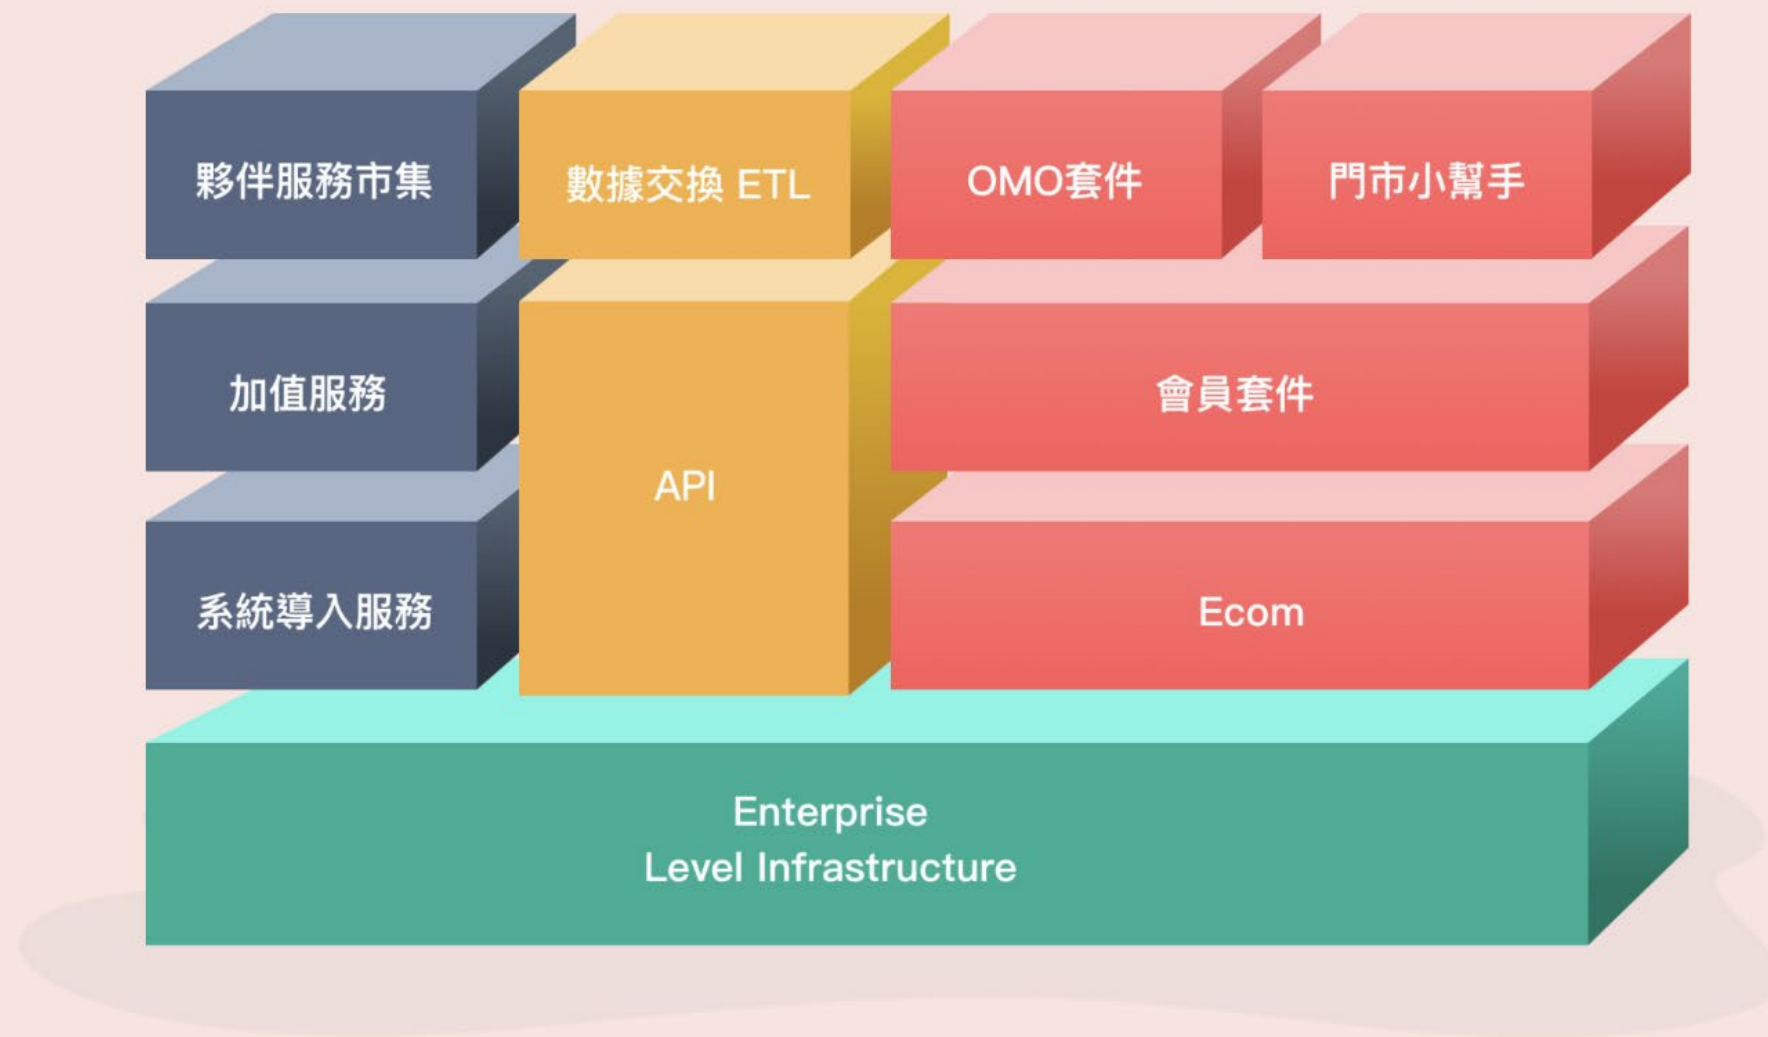 夥伴服務市集
數據交換 ETL
OMO套件
門市小幫手
加值服務
會員套件
API
系統導入服務
Ecom
Enterprise
Level Infrastructure